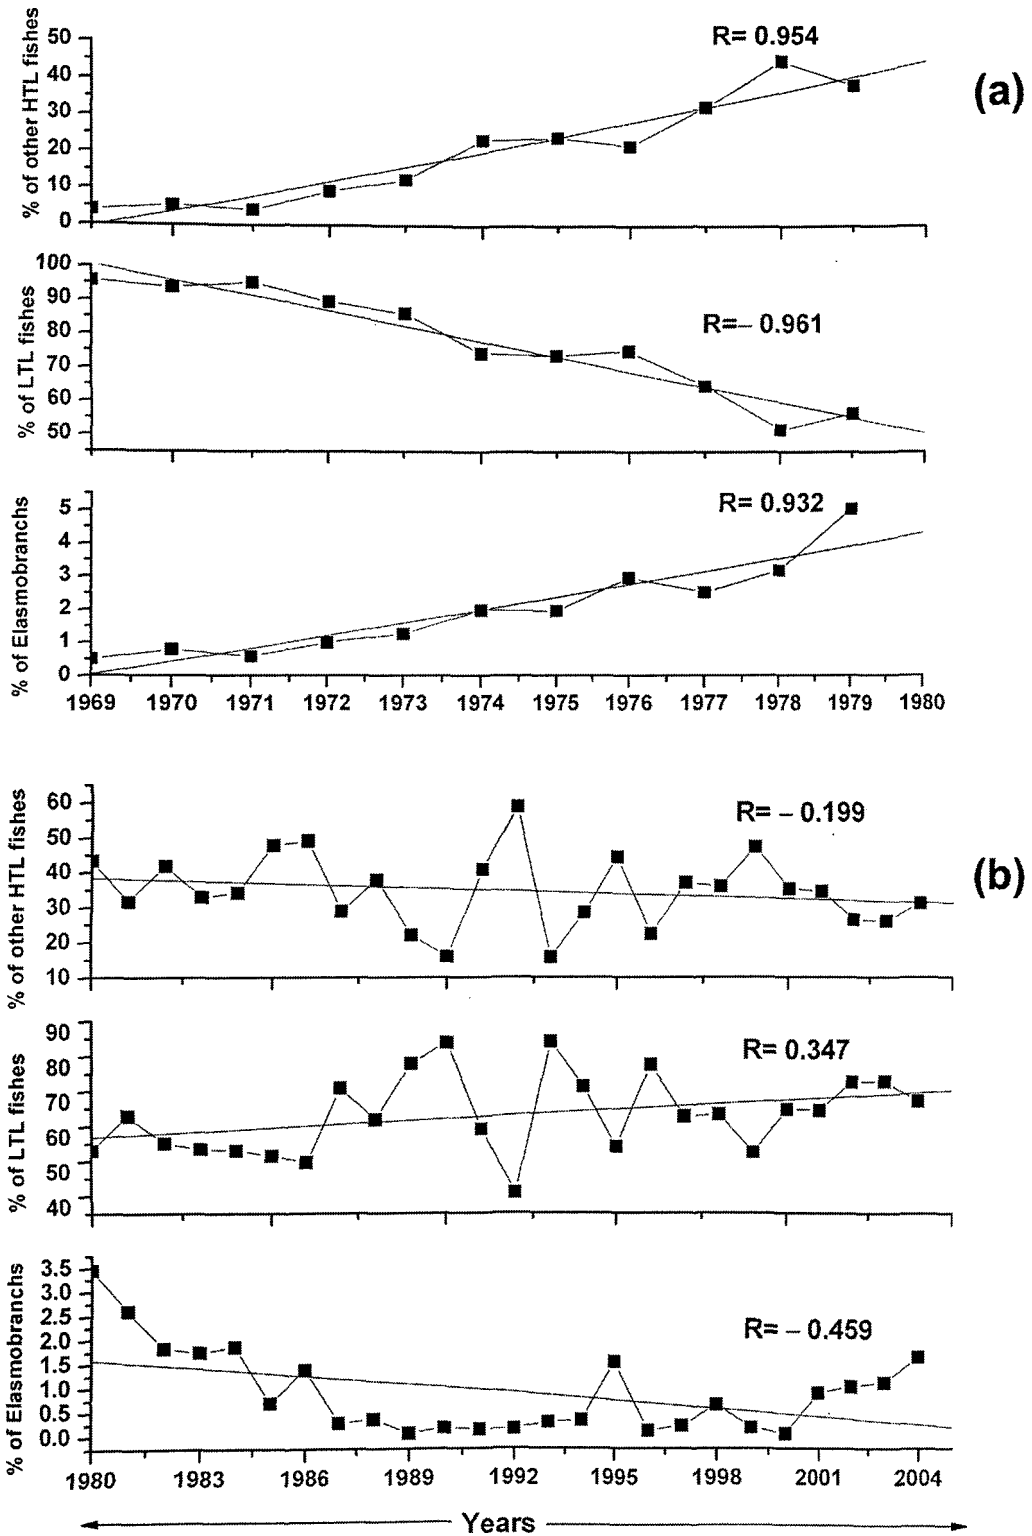 R= 0.954
(a)
% of other HTL fishes
50
40
30
20
10
0
R=– 0.961
% of LTL fishes
100
90
80
70
60
50
R= 0.932
% of Elasmobranchs
5
4
3
2
1
0
1969 1970 1971 1972 1973 1974 1975 1976 1977 1978 1979 1980
R= – 0.199
(b)
% of other HTL fishes
60
50
40
30
20
10
R= 0.347
% of LTL fishes
90
80
70
60
50
40
R= – 0.459
% of Elasmobranchs
3.5
3.0
2.5
2.0
1.5
1.0
0.5
0.0
1980 1983 1986 1989 1992 1995 1998 2001 2004
Years